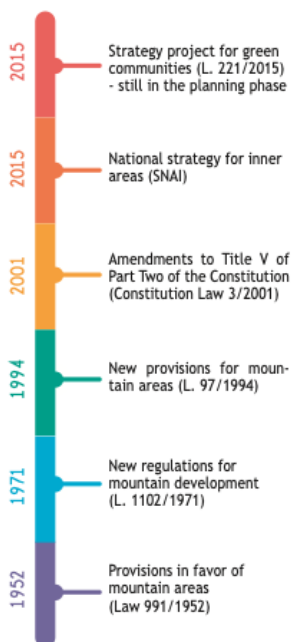 2015
Strategy project for green
communities (L. 221/2015)
- still in the planning phase
2015
National strategy for inner
areas (SNAI)
2001
Amendments to Title V of
Part Two of the Constitution
(Constitution Law 3/2001)
1994
New provisions for moun-
tain areas (L. 97/1994)
1971
New regulations for
mountain development
(L. 1102/1971)
1952
Provisions in favor of
mountain areas
(Law 991/1952)